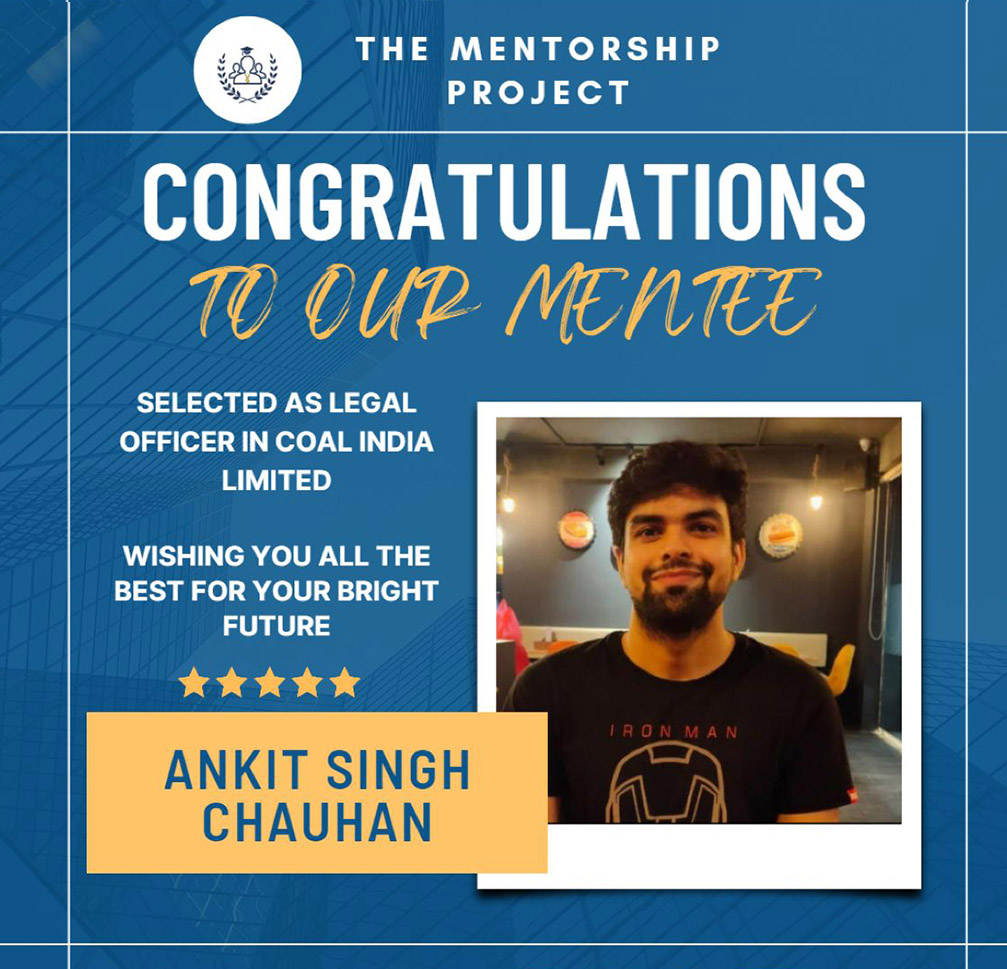 THE MENTORSHIP
PROJECT
CONGRATULATIONS
TO OUR MENTEE
SELECTED AS LEGAL
OFFICER IN COAL INDIA
LIMITED
WISHING YOU ALL THE
BEST FOR YOUR BRIGHT
FUTURE
ANKIT SINGH
CHAUHAN
IRON MAN